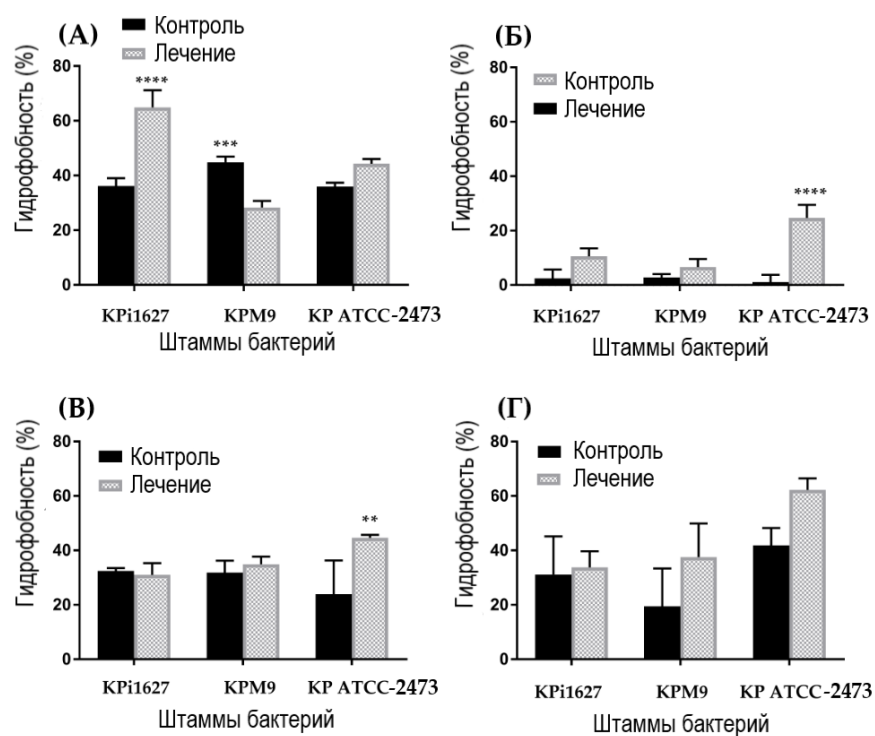 (А)
Контроль
Лечение
Гидрофобность (%)
80
60
40
20
0
****
***
KPi1627
KPM9
KP ATCC-2473
Штаммы бактерий
(Б)
Контроль
Лечение
Гидрофобность (%)
80
60
40
20
0
****
KPi1627
KPM9
KP ATCC-2473
Штаммы бактерий
(В)
Контроль
Лечение
Гидрофобность (%)
80
60
40
20
0
**
KPi1627
KPM9
KP ATCC-2473
Штаммы бактерий
(Г)
Контроль
Лечение
Гидрофобность (%)
80
60
40
20
0
KPi1627
KPM9
KP ATCC-2473
Штаммы бактерий